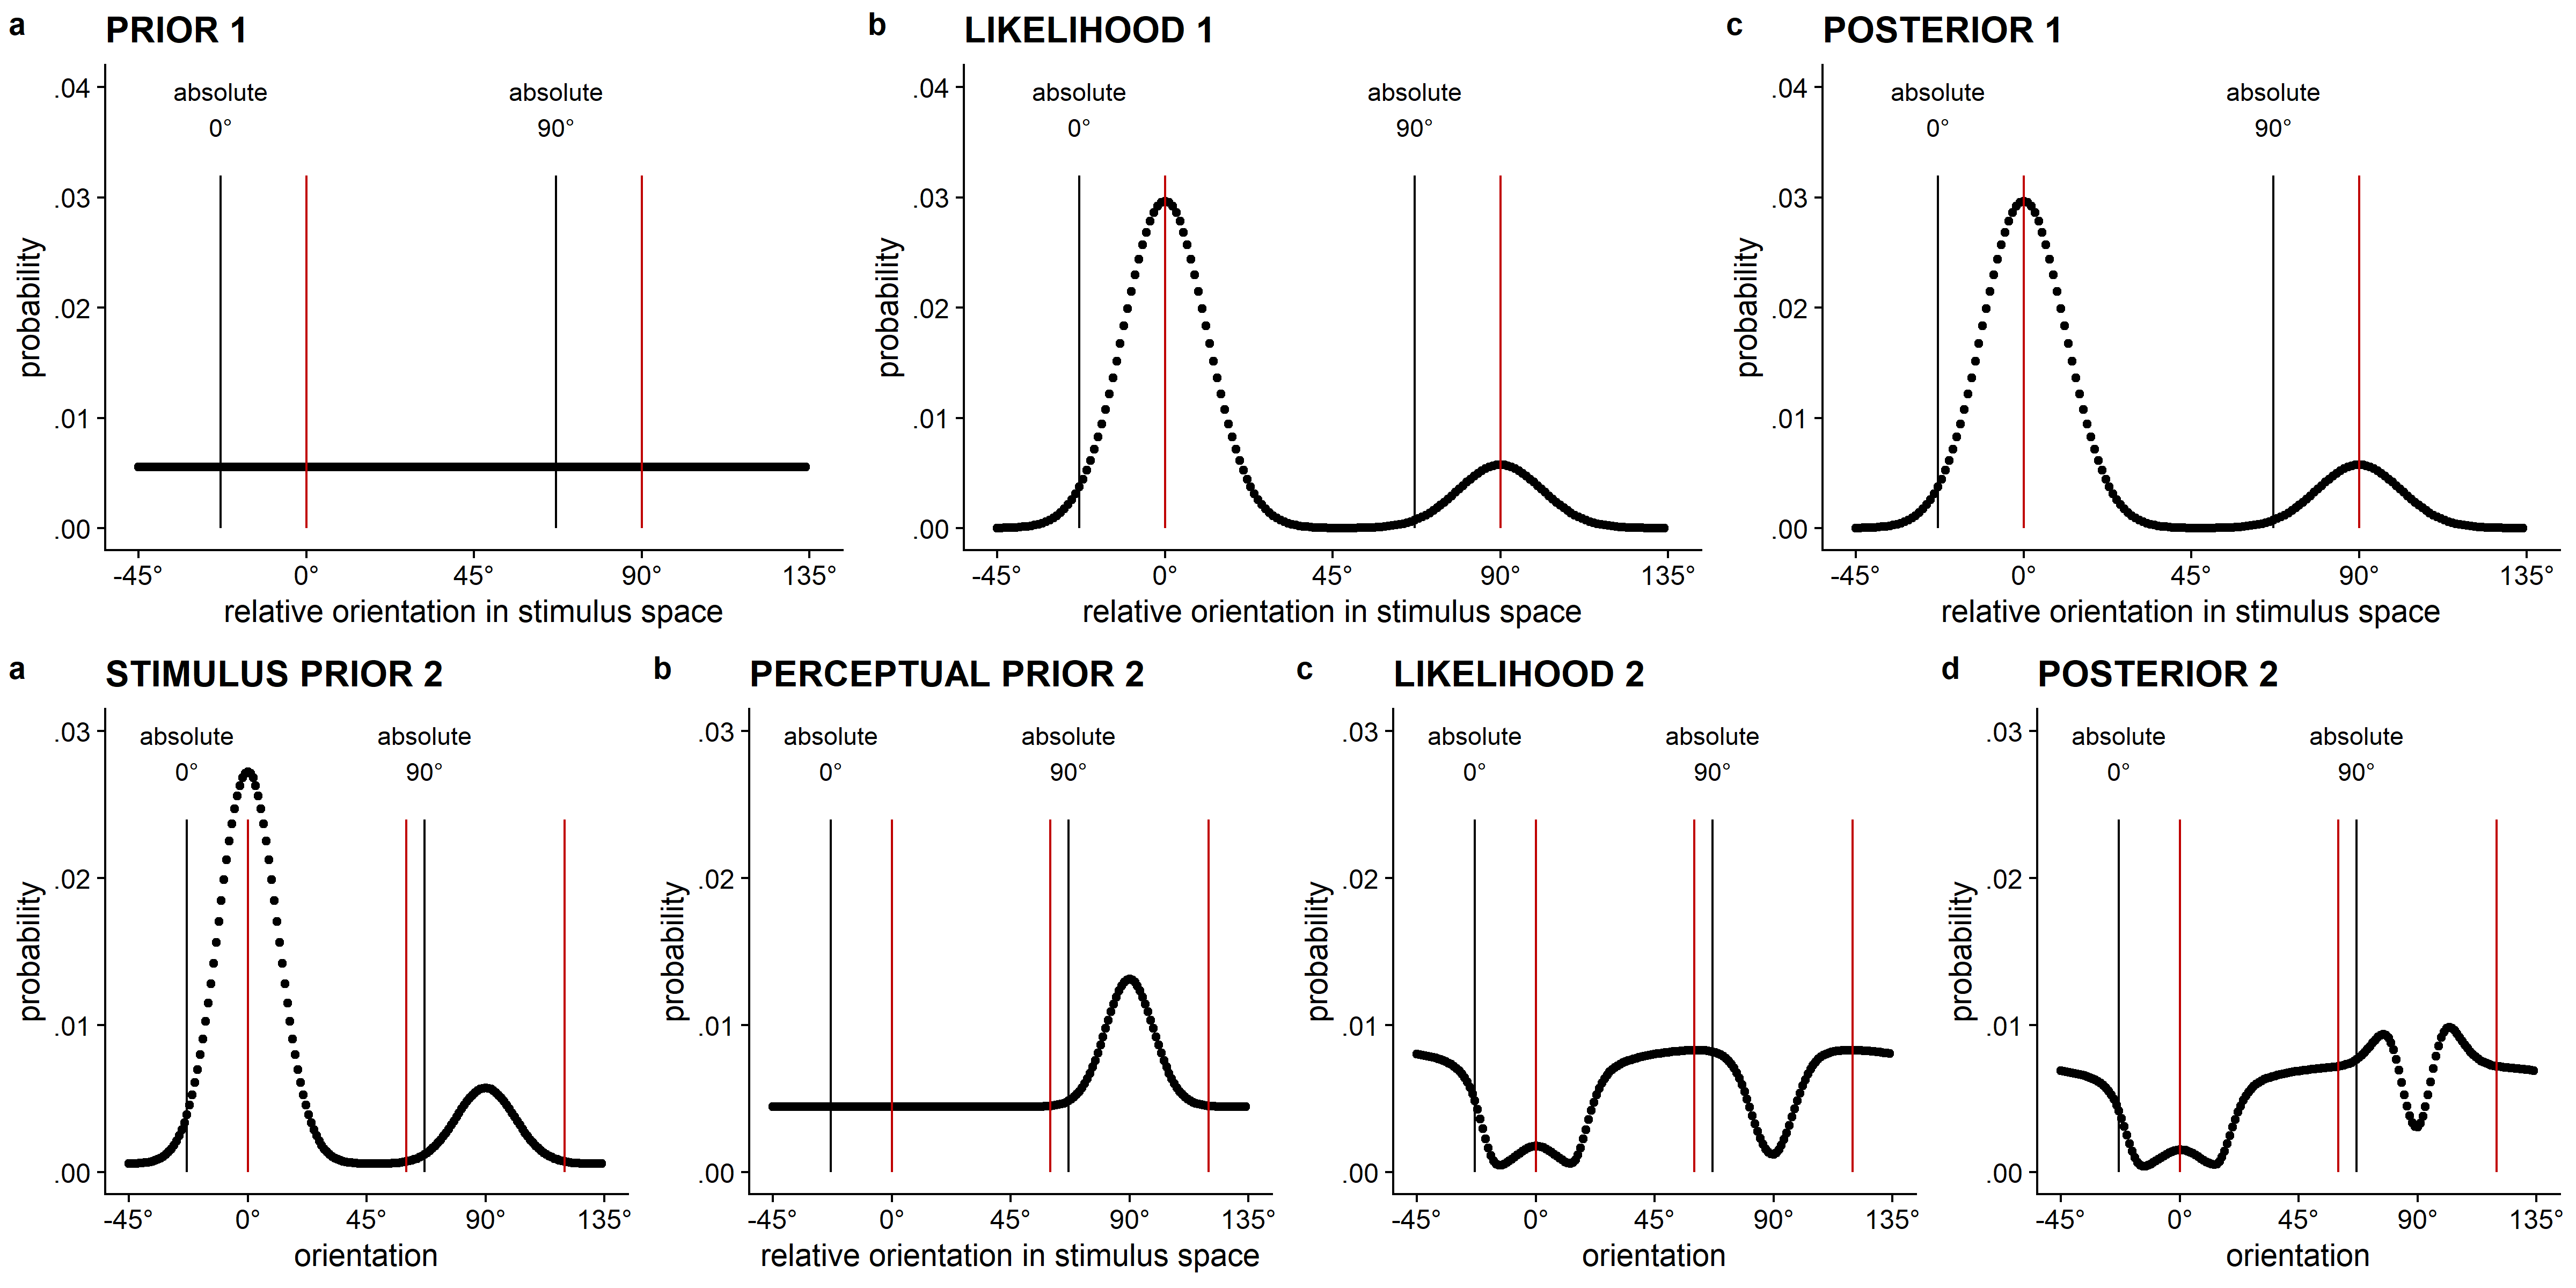 a PRIOR 1
.04
.03
.02
.01
.00
probability
absolute
0°
absolute
90°
-45° 0° 45° 90° 135°
relative orientation in stimulus space
b LIKELIHOOD 1
.04
.03
.02
.01
.00
probability
absolute
0°
absolute
90°
-45° 0° 45° 90° 135°
relative orientation in stimulus space
c POSTERIOR 1
.04
.03
.02
.01
.00
probability
absolute
0°
absolute
90°
-45° 0° 45° 90° 135°
relative orientation in stimulus space
a STIMULUS PRIOR 2
.03
.02
.01
.00
probability
absolute
0°
absolute
90°
-45° 0° 45° 90° 135°
orientation
b PERCEPTUAL PRIOR 2
.03
.02
.01
.00
probability
absolute
0°
absolute
90°
-45° 0° 45° 90° 135°
relative orientation in stimulus space
c LIKELIHOOD 2
.03
.02
.01
.00
probability
absolute
0°
absolute
90°
-45° 0° 45° 90° 135°
orientation
d POSTERIOR 2
.03
.02
.01
.00
probability
absolute
0°
absolute
90°
-45° 0° 45° 90° 135°
orientation